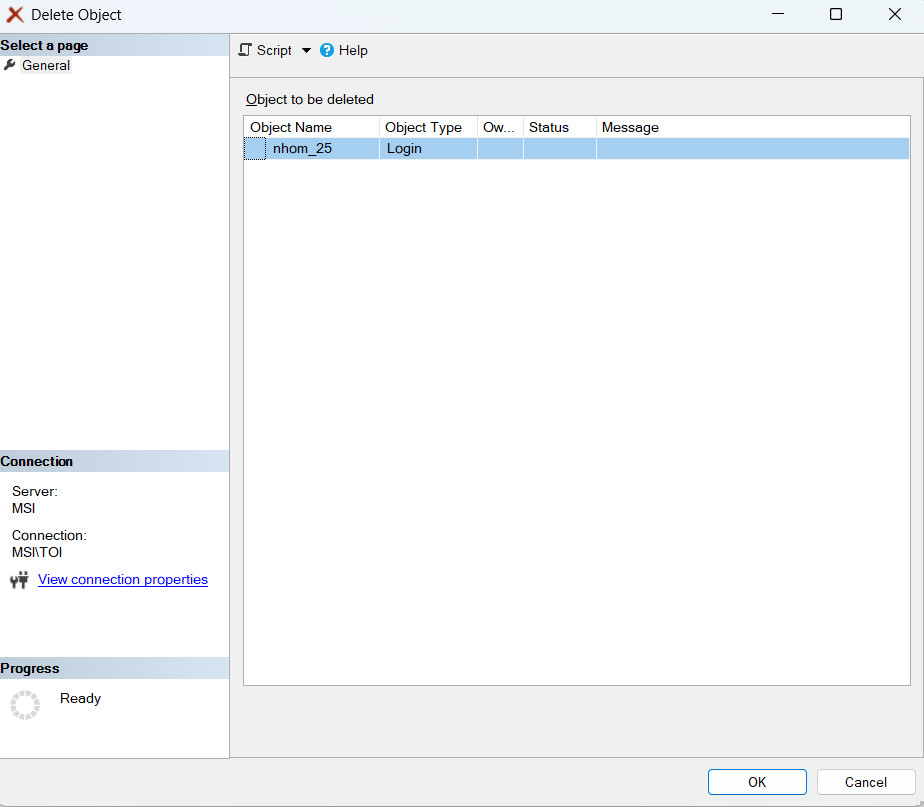 Delete Object
Select a page
General
Script Help
Object to be deleted
Object Name Object Type Ow... Status Message
nhom_25 Login
Connection
Server:
MSI
Connection:
MSI\TOI
View connection properties
Progress
Ready
OK Cancel